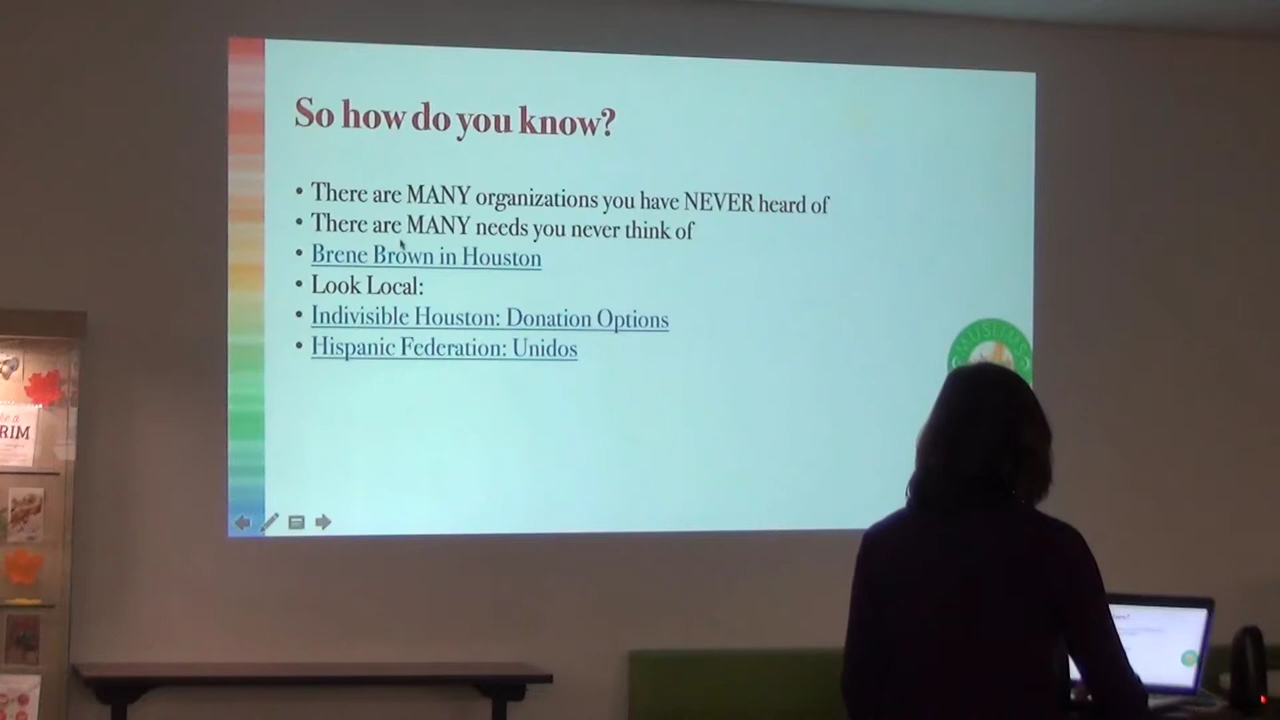 So how do you know?
• There are MANY organizations you have NEVER heard of
• There are MANY needs you never think of
• Brene Brown in Houston
• Look Local:
• Indivisible Houston: Donation Options
• Hispanic Federation: Unidos